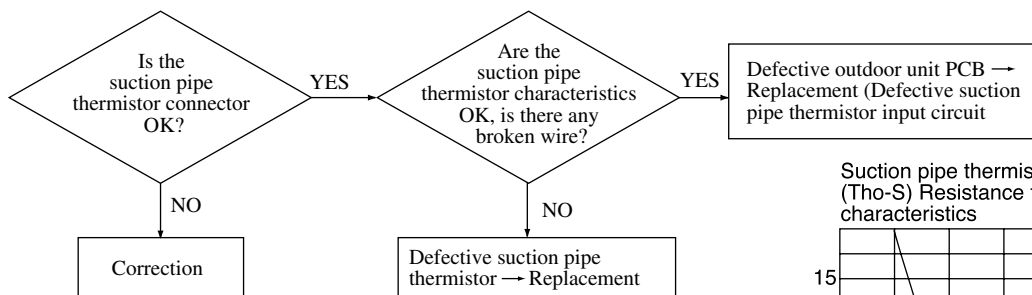 Is the
suction pipe
thermistor connector
OK?
YES
Are the
suction pipe
thermistor characteristics
OK, is there any
broken wire?
YES
Defective outdoor unit PCB →
Replacement (Defective suction
pipe thermistor input circuit
NO
Correction
NO
Defective suction pipe
thermistor → Replacement
Suction pipe
(Tho-S) Resistance
characteristics
15